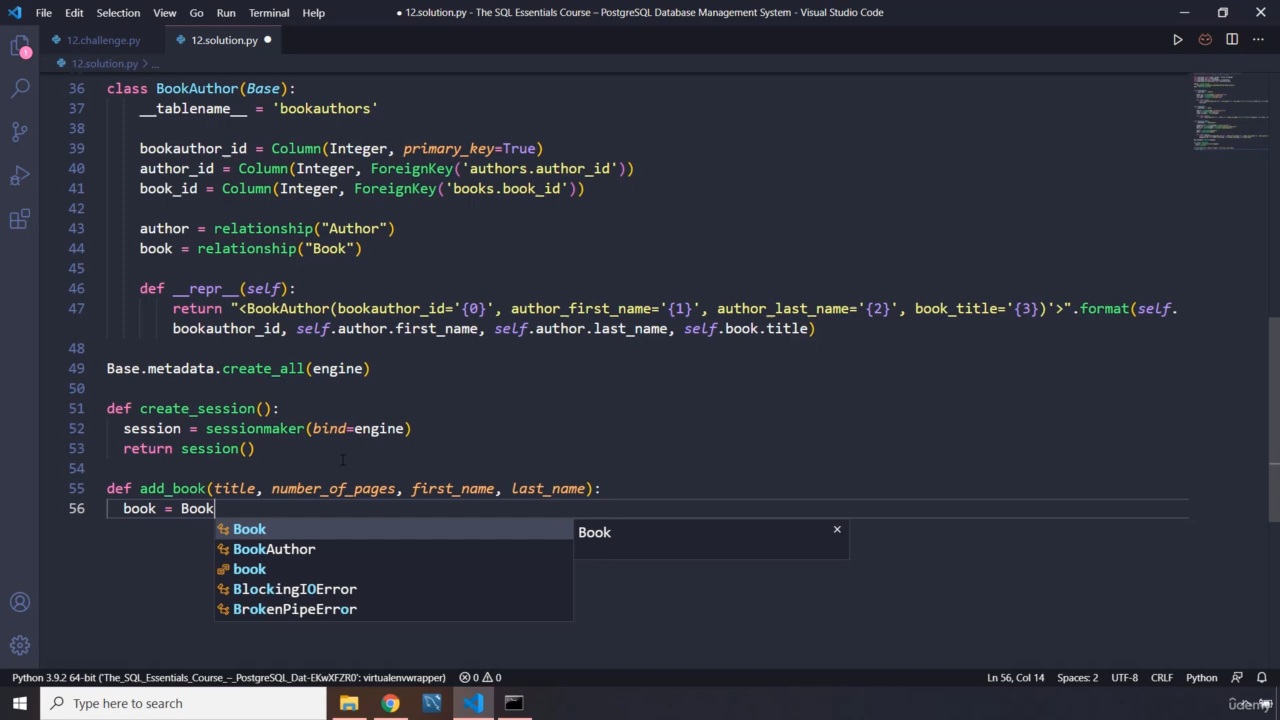 File Edit Selection View Go Run Terminal Help ● 12.solution.py - The SQL Essentials Course – PostgreSQL Database Management System - Visual Studio Code
12.challenge.py 12.solution.py ●
12.solution.py > ...
36 class BookAuthor(Base):
37 __tablename__ = 'bookauthors'
38
39 bookauthor_id = Column(Integer, primary_key=True)
40 author_id = Column(Integer, ForeignKey('authors.author_id'))
41 book_id = Column(Integer, ForeignKey('books.book_id'))
42
43 author = relationship("Author")
44 book = relationship("Book")
45
46 def __repr__(self):
47 return "<BookAuthor(bookauthor_id='{0}', author_first_name='{1}', author_last_name='{2}', book_title='{3})'>".format(self.
bookauthor_id, self.author.first_name, self.author.last_name, self.book.title)
48
49 Base.metadata.create_all(engine)
50
51 def create_session():
52 session = sessionmaker(bind=engine)
53 return session()
54
55 def add_book(title, number_of_pages, first_name, last_name):
56 book = Book
Book
Book
BookAuthor
book
BlockingIOError
BrokenPipeError
1
Python 3.9.2 64-bit ('The_SQL_Essentials_Course_–_PostgreSQL_Dat-EKwXFZR0': virtualenvwrapper) 0 0 Ln 56, Col 14 Spaces: 2 UTF-8 CRLF Python
Type here to search
udemy